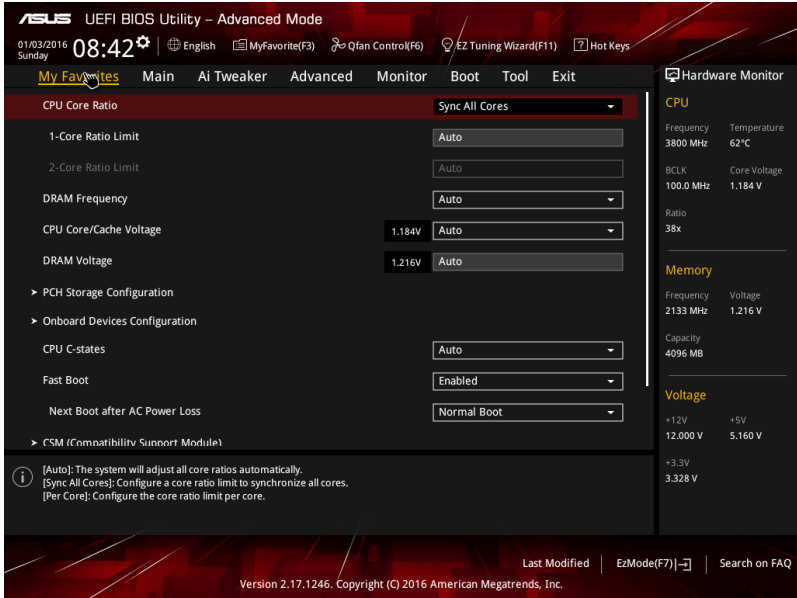 ASUS UEFI BIOS Utility – Advanced Mode
01/03/2016 Sunday 08:42 English MyFavorite(F3) Qfan Control(F6) EZ Tuning Wizard(F11) ? Hot Keys
My Favorites Main Ai Tweaker Advanced Monitor Boot Tool Exit
CPU Core Ratio Sync All Cores
1-Core Ratio Limit Auto
2-Core Ratio Limit Auto
DRAM Frequency Auto
CPU Core/Cache Voltage 1.184V Auto
DRAM Voltage 1.216V Auto
> PCH Storage Configuration
> Onboard Devices Configuration
CPU C-states Auto
Fast Boot Enabled
Next Boot after AC Power Loss Normal Boot
> CSM (Compatibility Support Module)
[Auto]: The system will adjust all core ratios automatically.
[Sync All Cores]: Configure a core ratio limit to synchronize all cores.
[Per Core]: Configure the core ratio limit per core.
Hardware Monitor
CPU
Frequency Temperature
3800 MHz 62°C
BCLK Core Voltage
100.0 MHz 1.184 V
Ratio
38x
Memory
Frequency Voltage
2133 MHz 1.216 V
Capacity
4096 MB
Voltage
+12V +5V
12.000 V 5.160 V
+3.3V
3.328 V
Last Modified EzMode(F7) Search on FAQ
Version 2.17.1246. Copyright (C) 2016 American Megatrends, Inc.